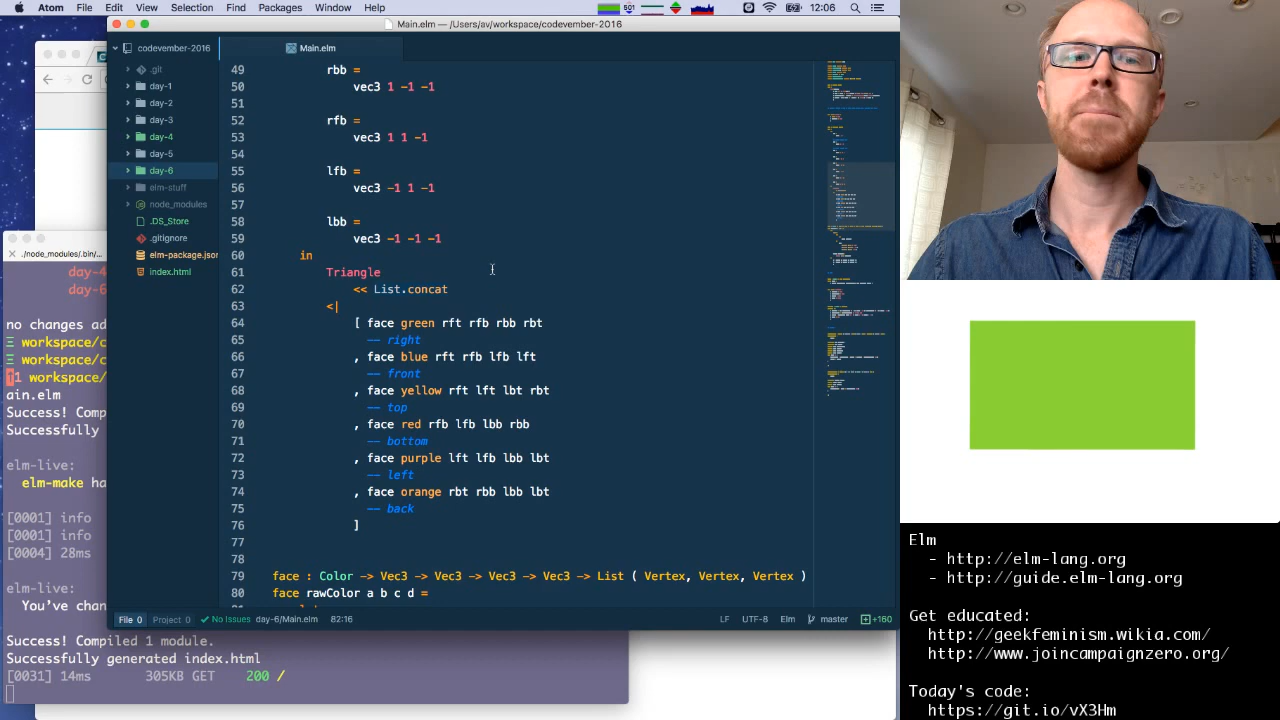 Atom File Edit View Selection Find Packages Window Help
501
12:06
Main.elm — /Users/av/workspace/codevember-2016
codevember-2016
.git
day-1
day-2
day-3
day-4
day-5
day-6
elm-stuff
node_modules
.DS_Store
.gitignore
elm-package.json
index.html
Main.elm
49 rbb =
50 vec3 1 -1 -1
51
52 rfb =
53 vec3 1 1 -1
54
55 lfb =
56 vec3 -1 1 -1
57
58 lbb =
59 vec3 -1 -1 -1
60 in
61 Triangle
62 << List.concat
63 <|
64 [ face green rft rfb rbb rbt
65 -- right
66 , face blue rft rfb lfb lft
67 -- front
68 , face yellow rft lft lbt rbt
69 -- top
70 , face red rfb lfb lbb rbb
71 -- bottom
72 , face purple lft lfb lbb lbt
73 -- left
74 , face orange rbt rbb lbb lbt
75 -- back
76 ]
77
78
79 face : Color -> Vec3 -> Vec3 -> Vec3 -> Vec3 -> List ( Vertex, Vertex, Vertex )
80 face rawColor a b c d =
File 0 Project 0 No Issues day-6/Main.elm 82:16 LF UTF-8 Elm master +160
./node_modules/.bin/...
day-4
day-6
no changes ad
workspace/c
workspace/c
1 workspace/
ain.elm
Success! Compi
Successfully
elm-live:
elm-make ha
[0001] info
[0001] info
[0004] 28ms
elm-live:
You've chan
Success! Compiled 1 module.
Successfully generated index.html
[0031] 14ms 305KB GET 200 /
Elm
- http://elm-lang.org
- http://guide.elm-lang.org
Get educated:
http://geekfeminism.wikia.com/
http://www.joincampaignzero.org/
Today's code:
https://git.io/vX3Hm